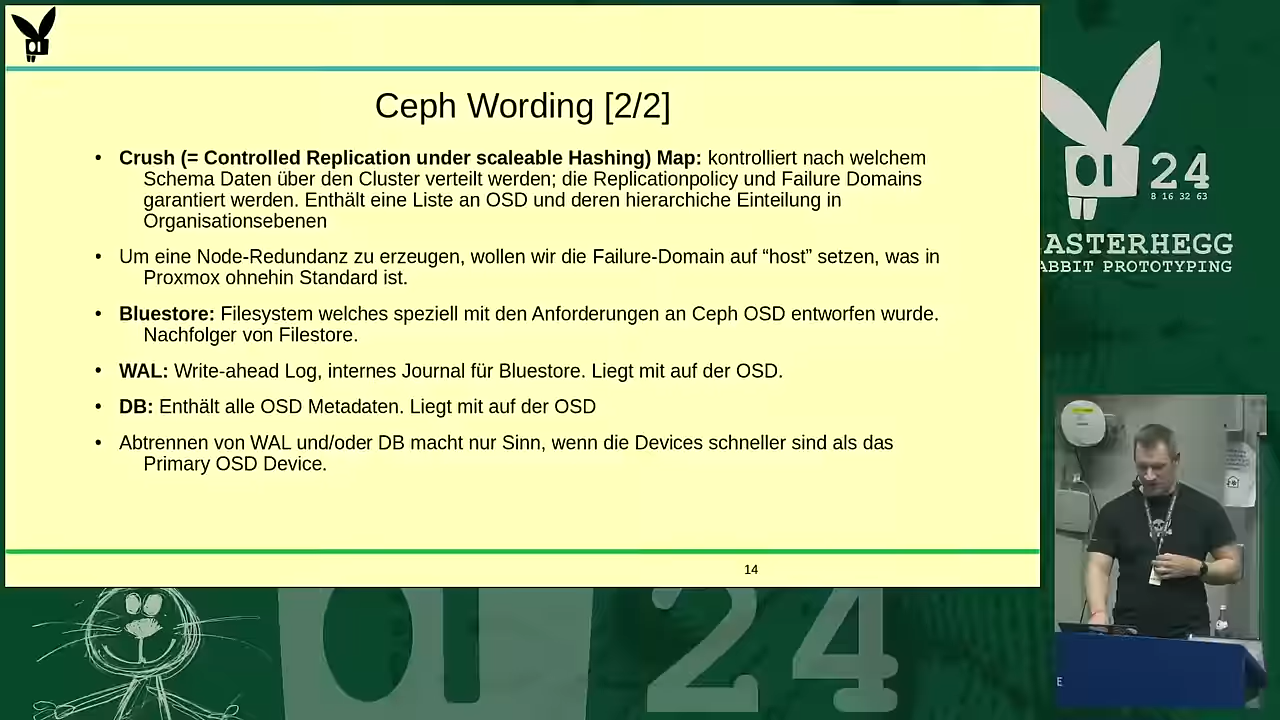 Ceph Wording [2/2]
• Crush (= Controlled Replication under scaleable Hashing) Map: kontrolliert nach welchem
Schema Daten über den Cluster verteilt werden; die Replicationpolicy und Failure Domains
garantiert werden. Enthält eine Liste an OSD und deren hierarchiche Einteilung in
Organisationsebenen
• Um eine Node-Redundanz zu erzeugen, wollen wir die Failure-Domain auf “host” setzen, was in
Proxmox ohnehin Standard ist.
• Bluestore: Filesystem welches speziell mit den Anforderungen an Ceph OSD entworfen wurde.
Nachfolger von Filestore.
• WAL: Write-ahead Log, internes Journal für Bluestore. Liegt mit auf der OSD.
• DB: Enthält alle OSD Metadaten. Liegt mit auf der OSD
• Abtrennen von WAL und/oder DB macht nur Sinn, wenn die Devices schneller sind als das
Primary OSD Device.
14
24
8 16 32 63
ASTERHEGG
ABBIT PROTOTYPING
24
E